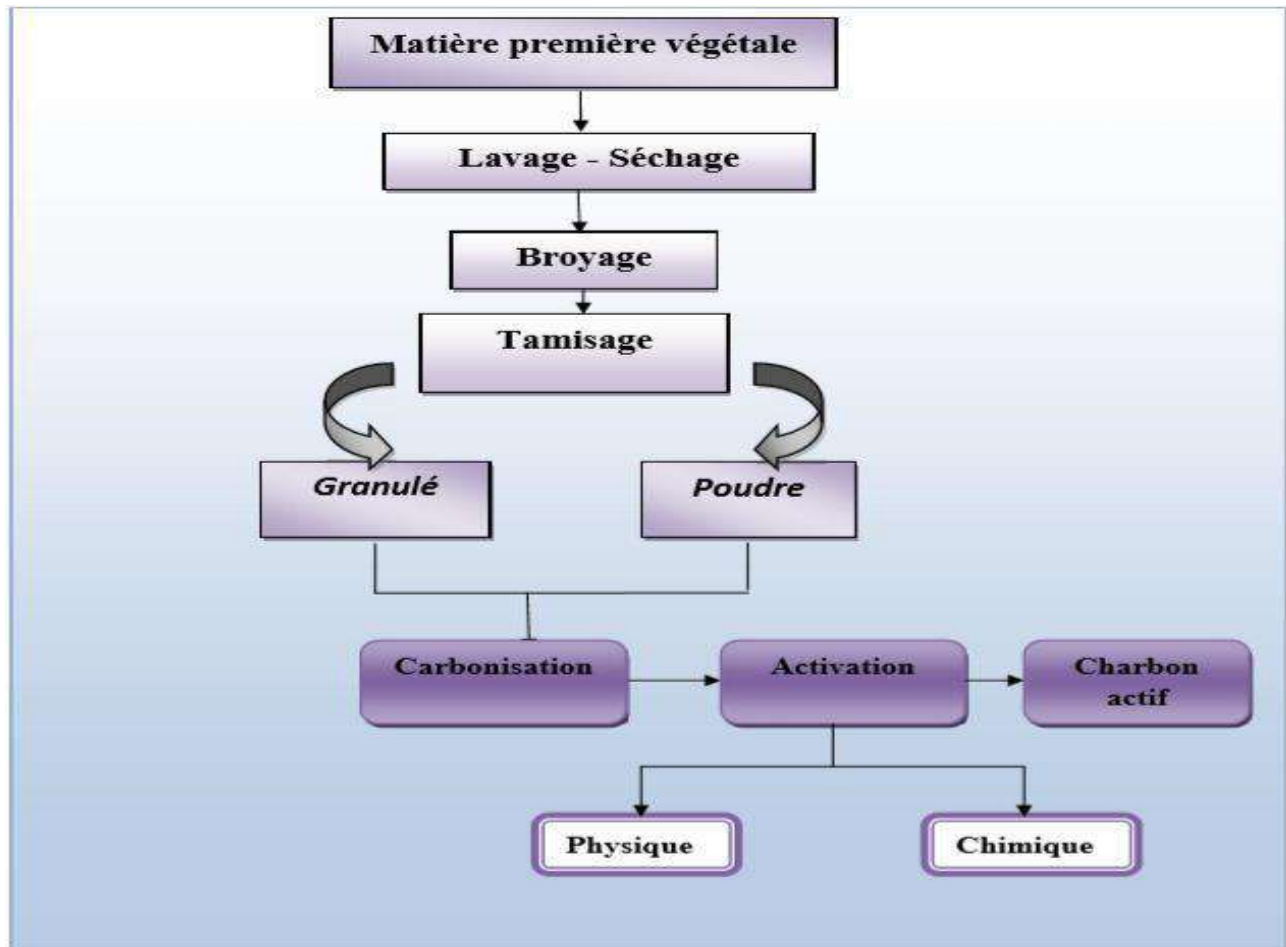 Matière première végétale
Lavage - Séchage
Broyage
Tamisage
Granulé
Poudre
Carbonisation
Activation
Charbon
actif
Physique
Chimique